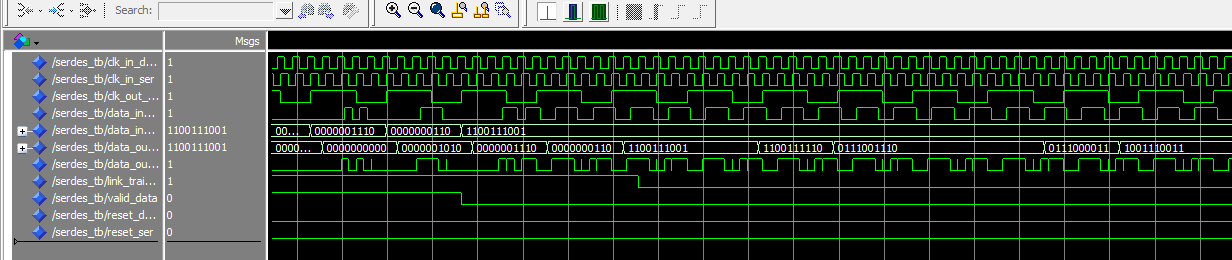 Search:
Msgs
/serdes_tb/clk_in_d... 1
/serdes_tb/clk_in_ser 1
/serdes_tb/clk_out_... 1
/serdes_tb/data_in... 1
/serdes_tb/data_in... 1100111001 00... 0000001110 0000000110 1100111001
/serdes_tb/data_ou... 1100111001 0000... 0000000000 0000001010 0000001110 0000000110 1100111001 1100111110 0111001110 01110000011 1001110011
/serdes_tb/data_ou... 1
/serdes_tb/link_trai... 1
/serdes_tb/valid_data 0
/serdes_tb/reset_d... 0
/serdes_tb/reset_ser 0